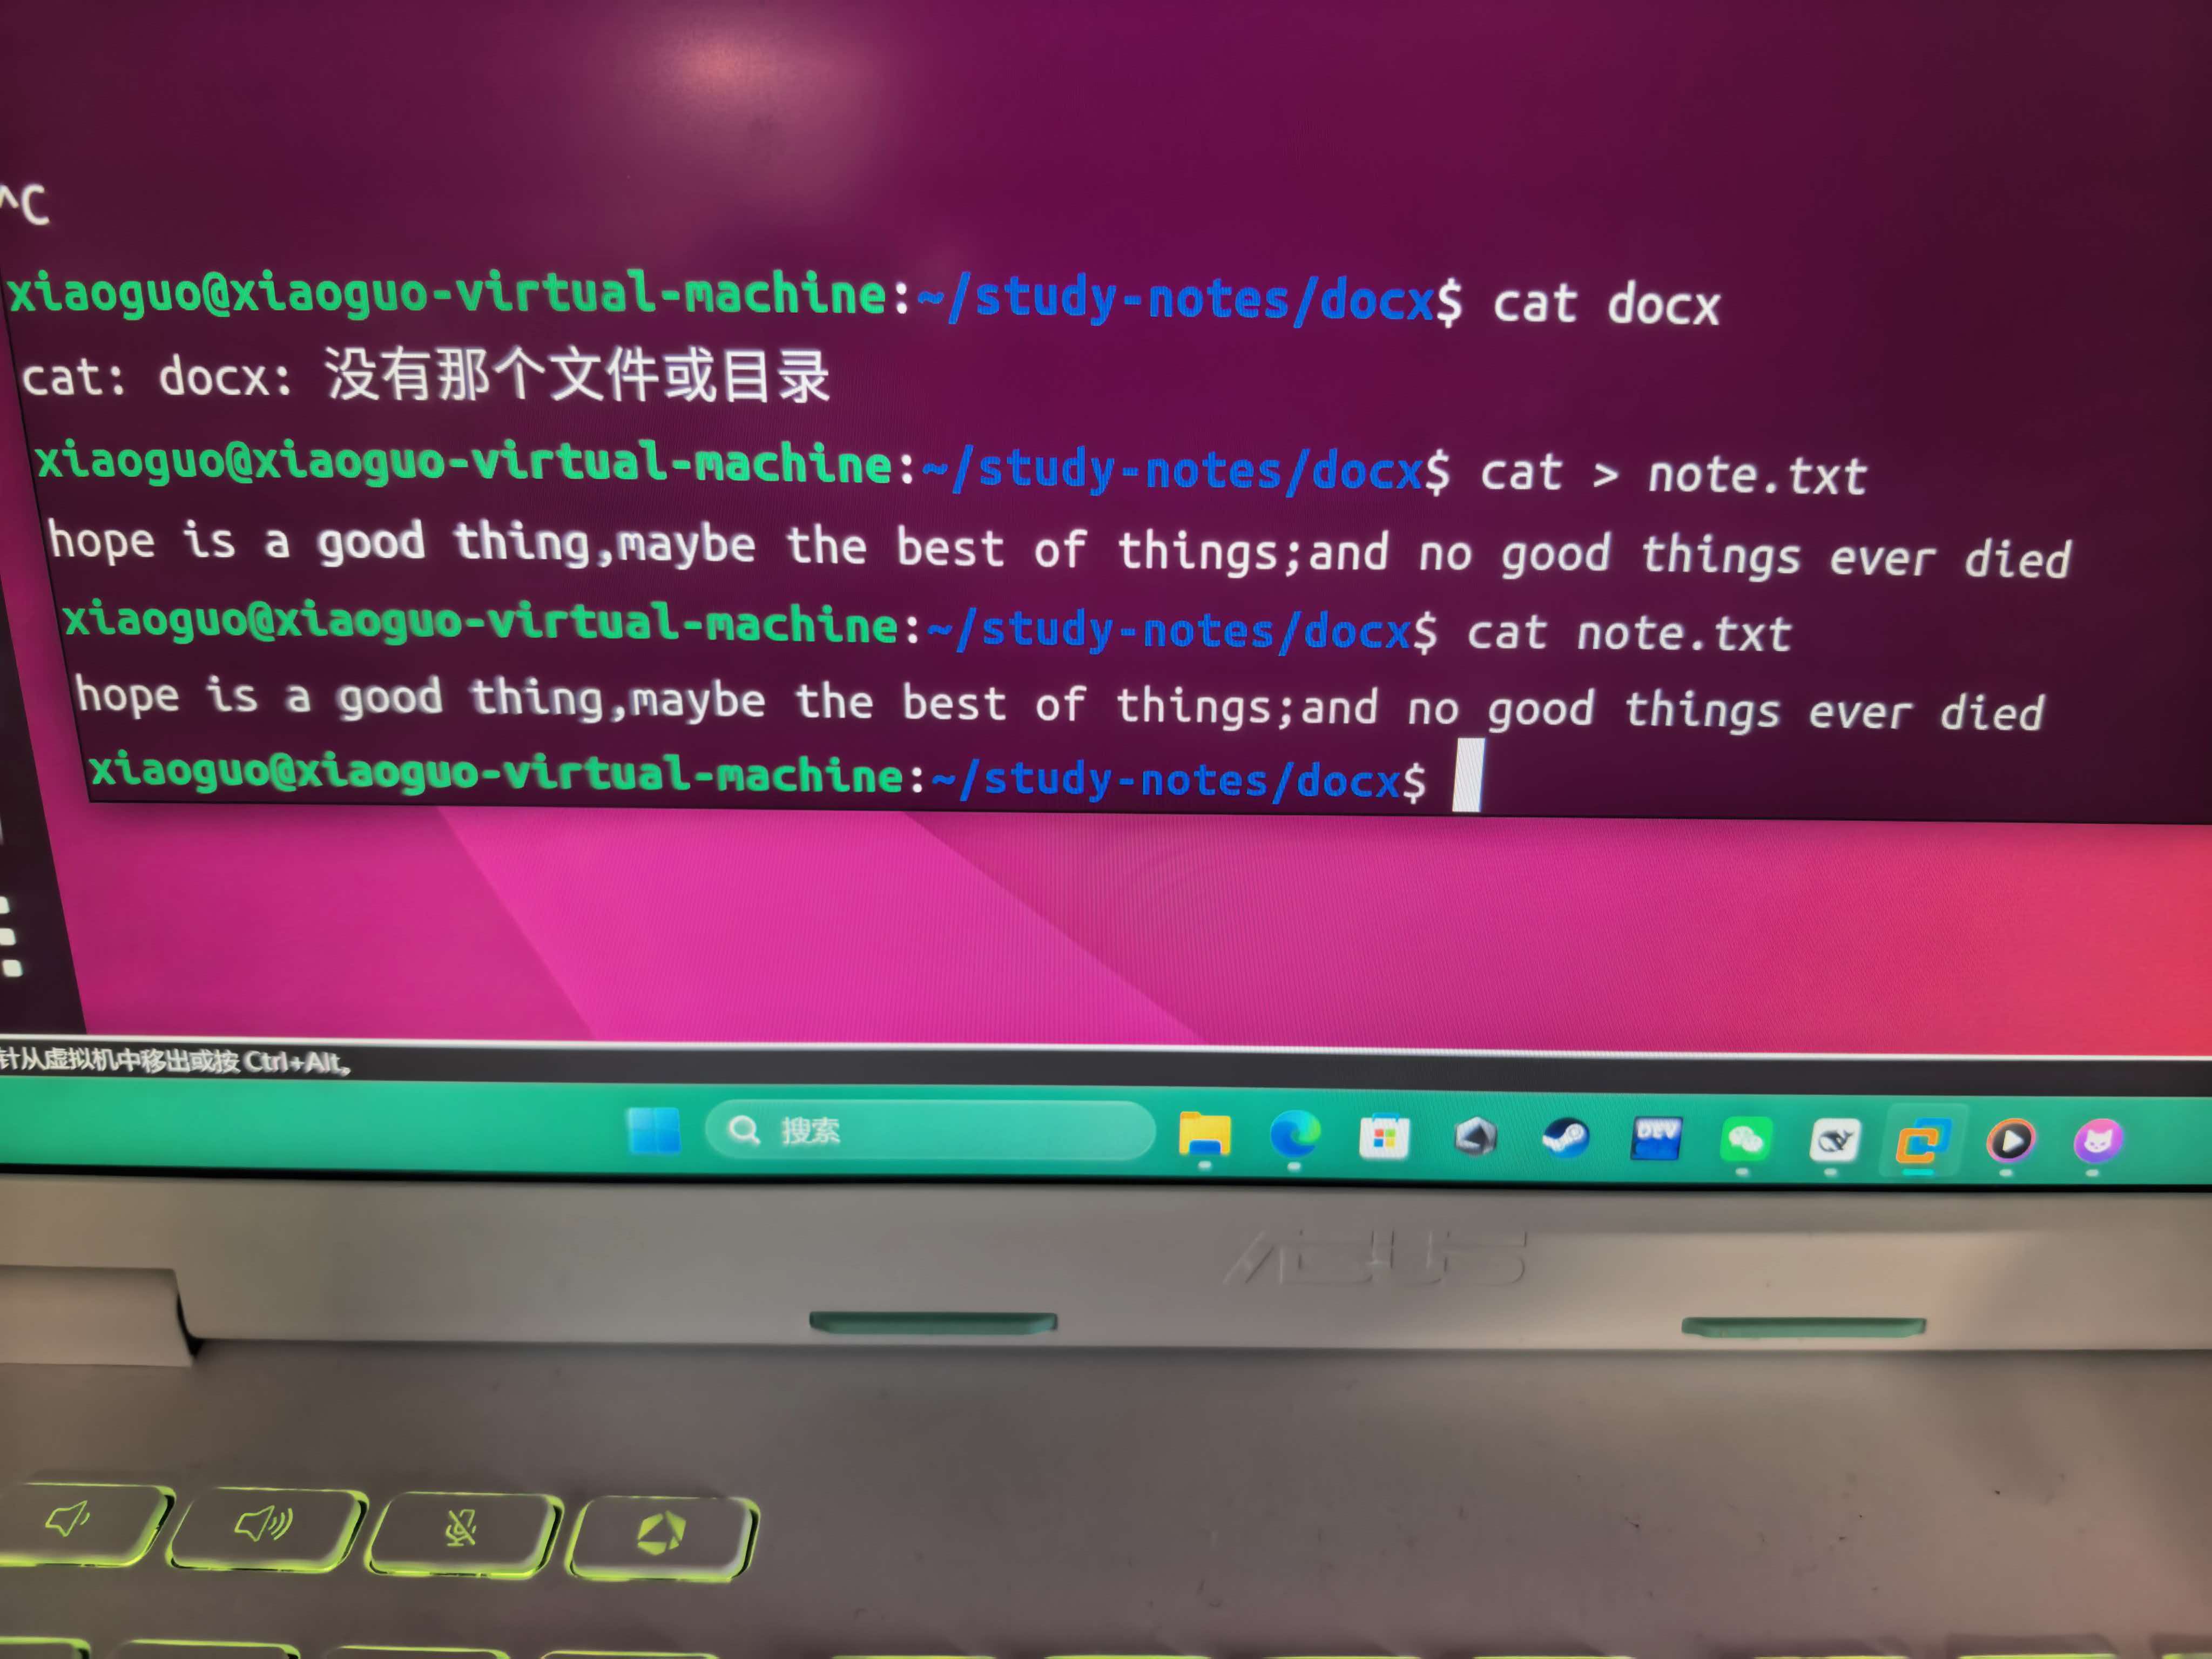 ^C
xiaoguo@xiaoguo-virtual-machine:~/study-notes/docx$ cat docx
cat: docx: 没有那个文件或目录
xiaoguo@xiaoguo-virtual-machine:~/study-notes/docx$ cat > note.txt
hope is a good thing,maybe the best of things;and no good things ever died
xiaoguo@xiaoguo-virtual-machine:~/study-notes/docx$ cat note.txt
hope is a good thing,maybe the best of things;and no good things ever died
xiaoguo@xiaoguo-virtual-machine:~/study-notes/docx$
针从虚拟机中移出或按 Ctrl+Alt。
搜索
DEV
ASUS